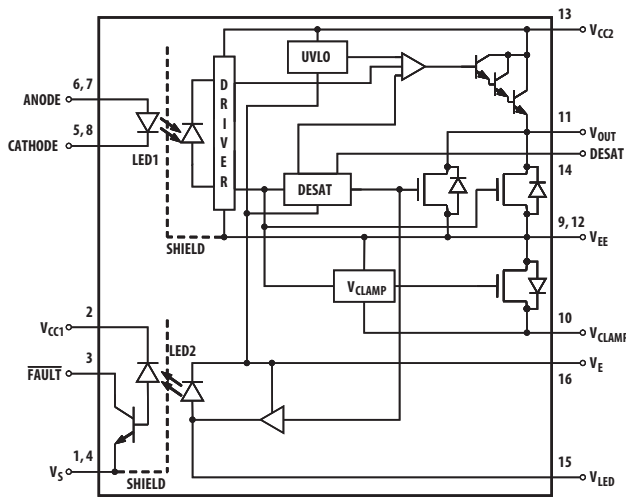 13
VCC2
UVLO
DRIVER
6, 7
ANODE
5, 8
CATHODE
LED1
11
VOUT
DESAT
14
DESAT
9, 12
VEE
SHIELD
VCLAMP
10
VCLAMP
2
VCC1
LED2
3
FAULT
VE
16
1, 4
VS
SHIELD
15
VLED